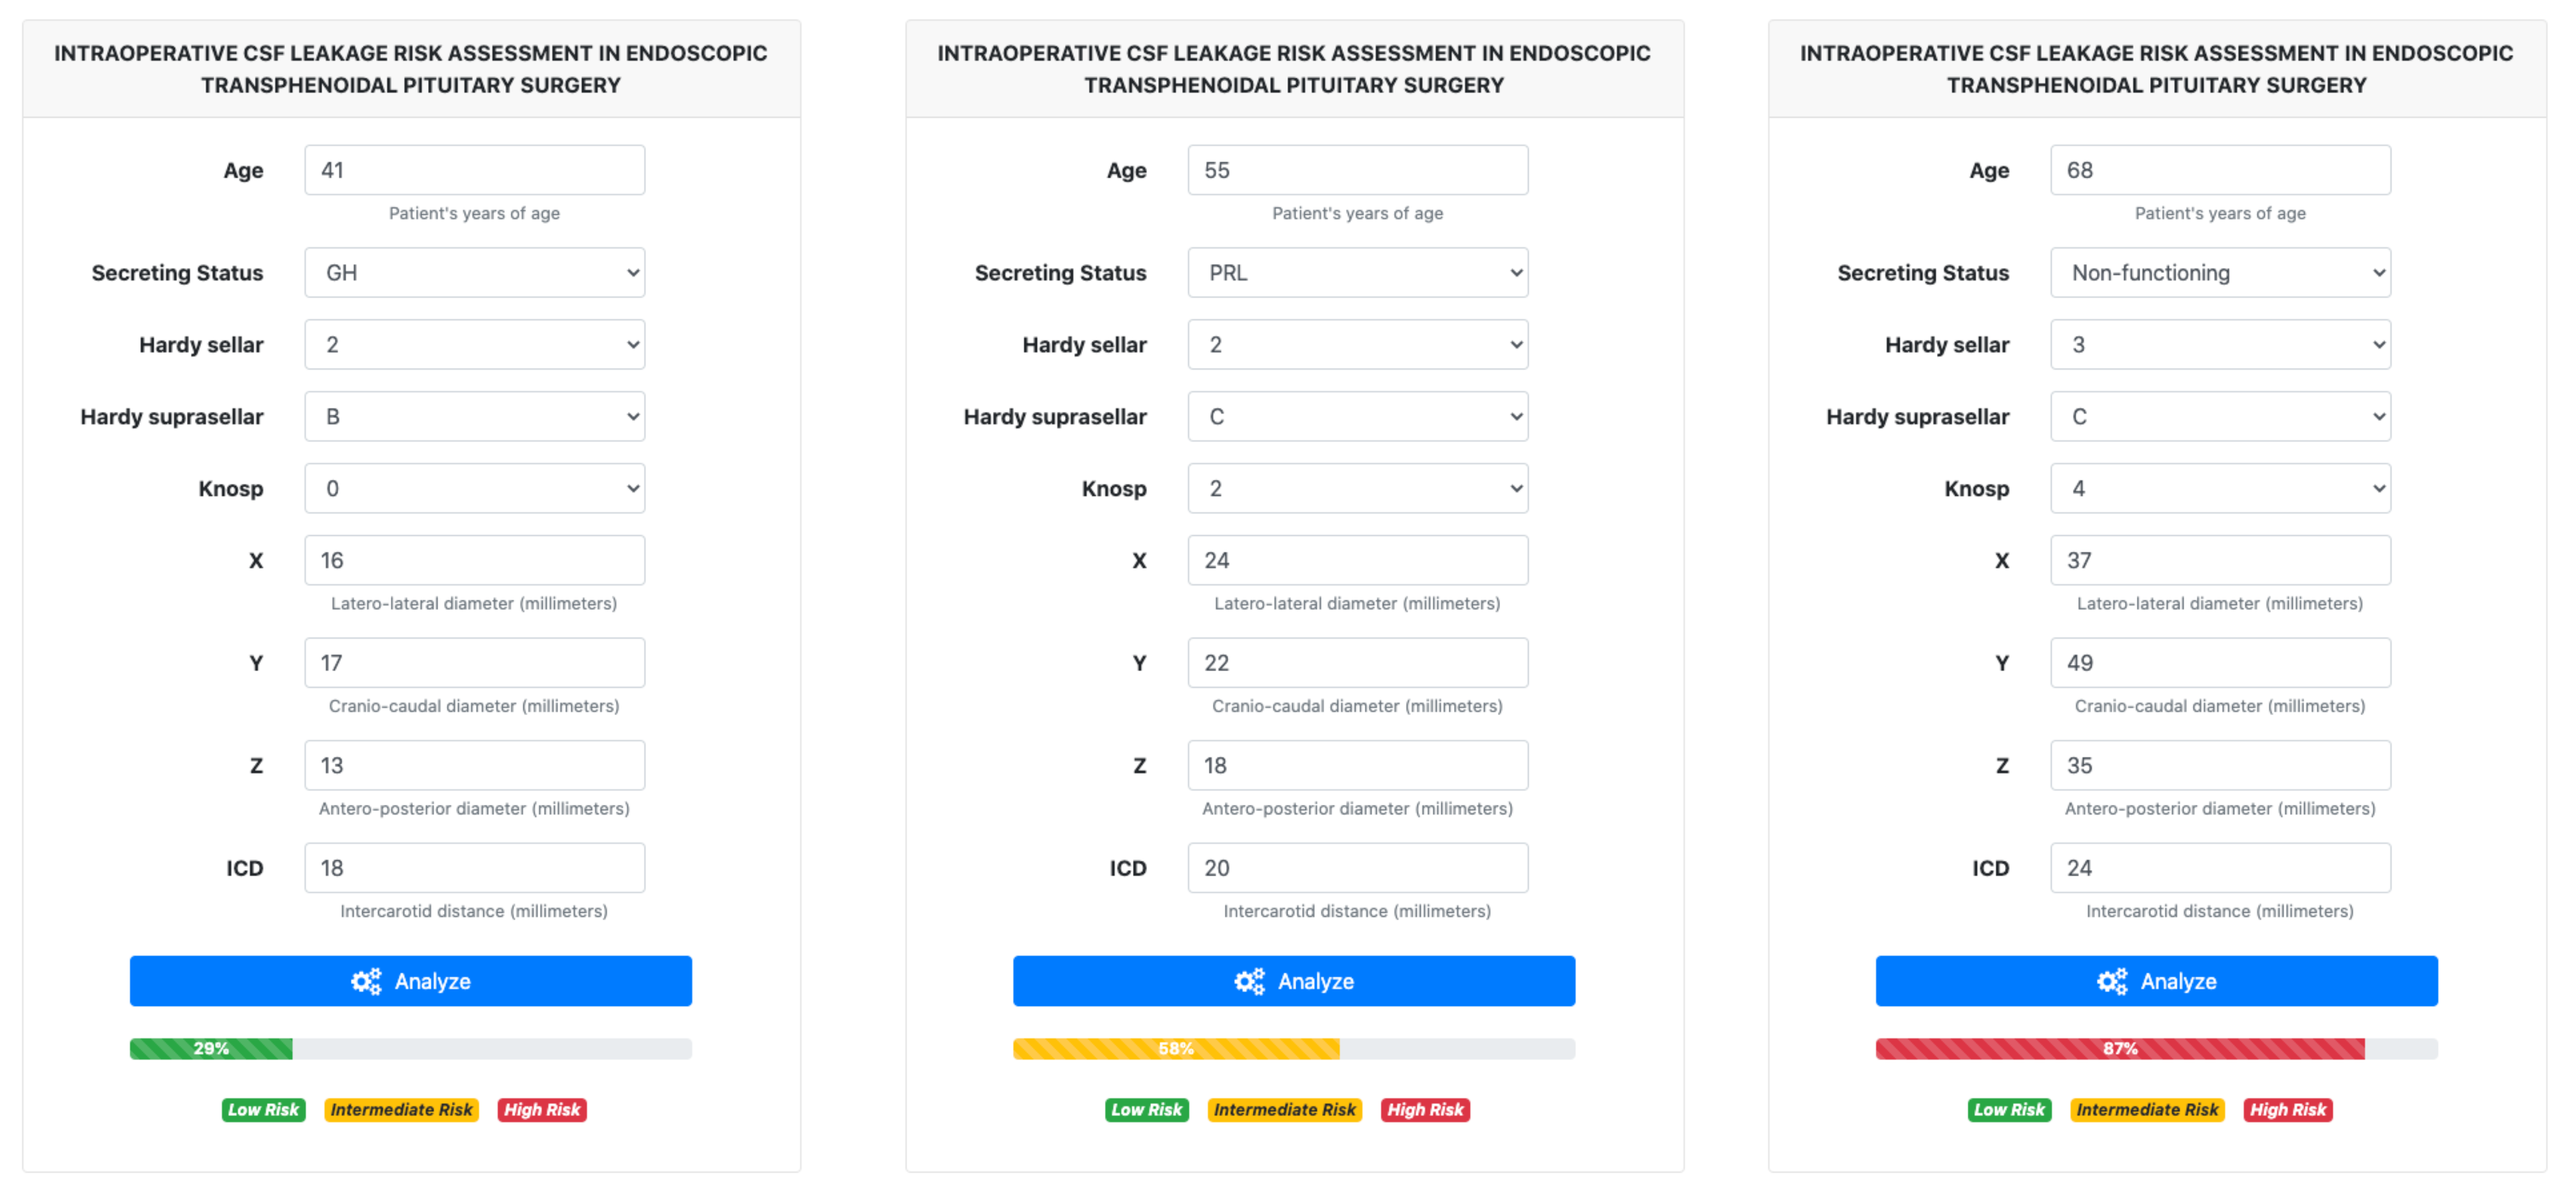 INTRAOPERATIVE CSF LEAKAGE RISK ASSESSMENT IN ENDOSCOPIC
TRANSPHENOIDAL PITUITARY SURGERY
Age 41
Patient's years of age
Secreting Status GH
Hardy sellar 2
Hardy suprasellar B
Knosp 0
X 16
Latero-lateral diameter (millimeters)
Y 17
Cranio-caudal diameter (millimeters)
Z 13
Antero-posterior diameter (millimeters)
ICD 18
Intercarotid distance (millimeters)
Analyze
29%
Low Risk Intermediate Risk High Risk
INTRAOPERATIVE CSF LEAKAGE RISK ASSESSMENT IN ENDOSCOPIC
TRANSPHENOIDAL PITUITARY SURGERY
Age 55
Patient's years of age
Secreting Status PRL
Hardy sellar 2
Hardy suprasellar C
Knosp 2
X 24
Latero-lateral diameter (millimeters)
Y 22
Cranio-caudal diameter (millimeters)
Z 18
Antero-posterior diameter (millimeters)
ICD 20
Intercarotid distance (millimeters)
Analyze
58%
Low Risk Intermediate Risk High Risk
INTRAOPERATIVE CSF LEAKAGE RISK ASSESSMENT IN ENDOSCOPIC
TRANSPHENOIDAL PITUITARY SURGERY
Age 68
Patient's years of age
Secreting Status Non-functioning
Hardy sellar 3
Hardy suprasellar C
Knosp 4
X 37
Latero-lateral diameter (millimeters)
Y 49
Cranio-caudal diameter (millimeters)
Z 35
Antero-posterior diameter (millimeters)
ICD 24
Intercarotid distance (millimeters)
Analyze
87%
Low Risk Intermediate Risk High Risk